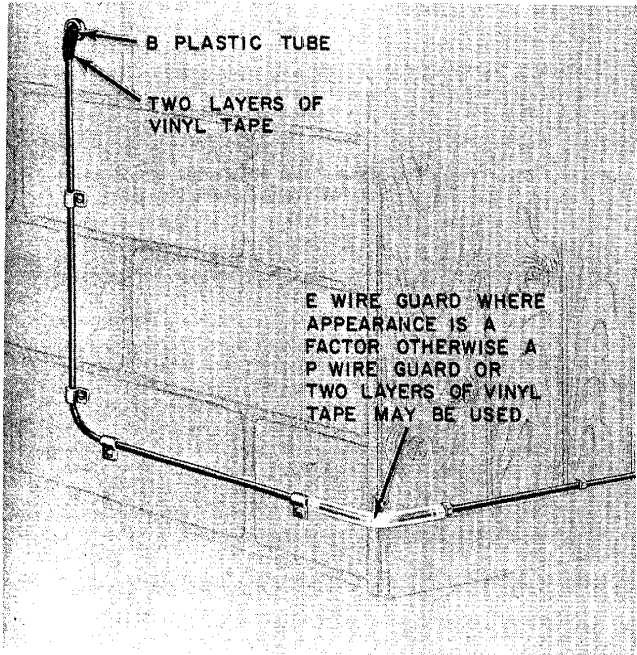 B PLASTIC TUBE
TWO LAYERS OF
VINYL TAPE
E WIRE GUARD WHERE
APPEARANCE IS A
FACTOR OTHERWISE A
P WIRE GUARD OR
TWO LAYERS OF VINYL
TAPE MAY BE USED.